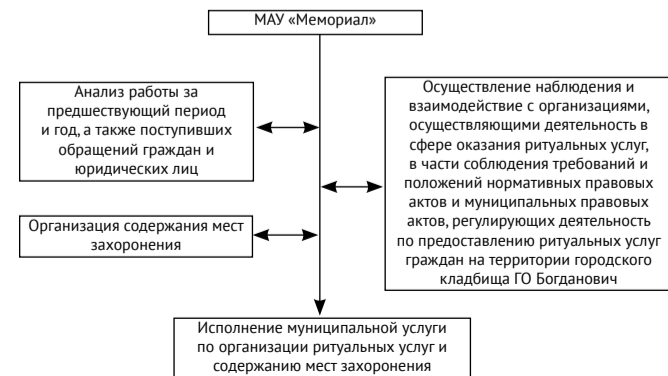 МАУ «Мемориал»
Анализ работы за
предшествующий период
и год, а также поступивших
обращений граждан и
юридических лиц
Осуществление наблюдения и
взаимодействие с организациями,
осуществляющими деятельность в
сфере оказания ритуальных услуг,
в части соблюдения требований и
положений нормативных правовых
актов и муниципальных правовых
актов, регулирующих деятельность
по предоставлению ритуальных услуг
граждан на территории городского
кладбища ГО Богданович
Организация содержания мест
захоронения
Исполнение муниципальной услуги
по организации ритуальных услуг и
содержанию мест захоронения